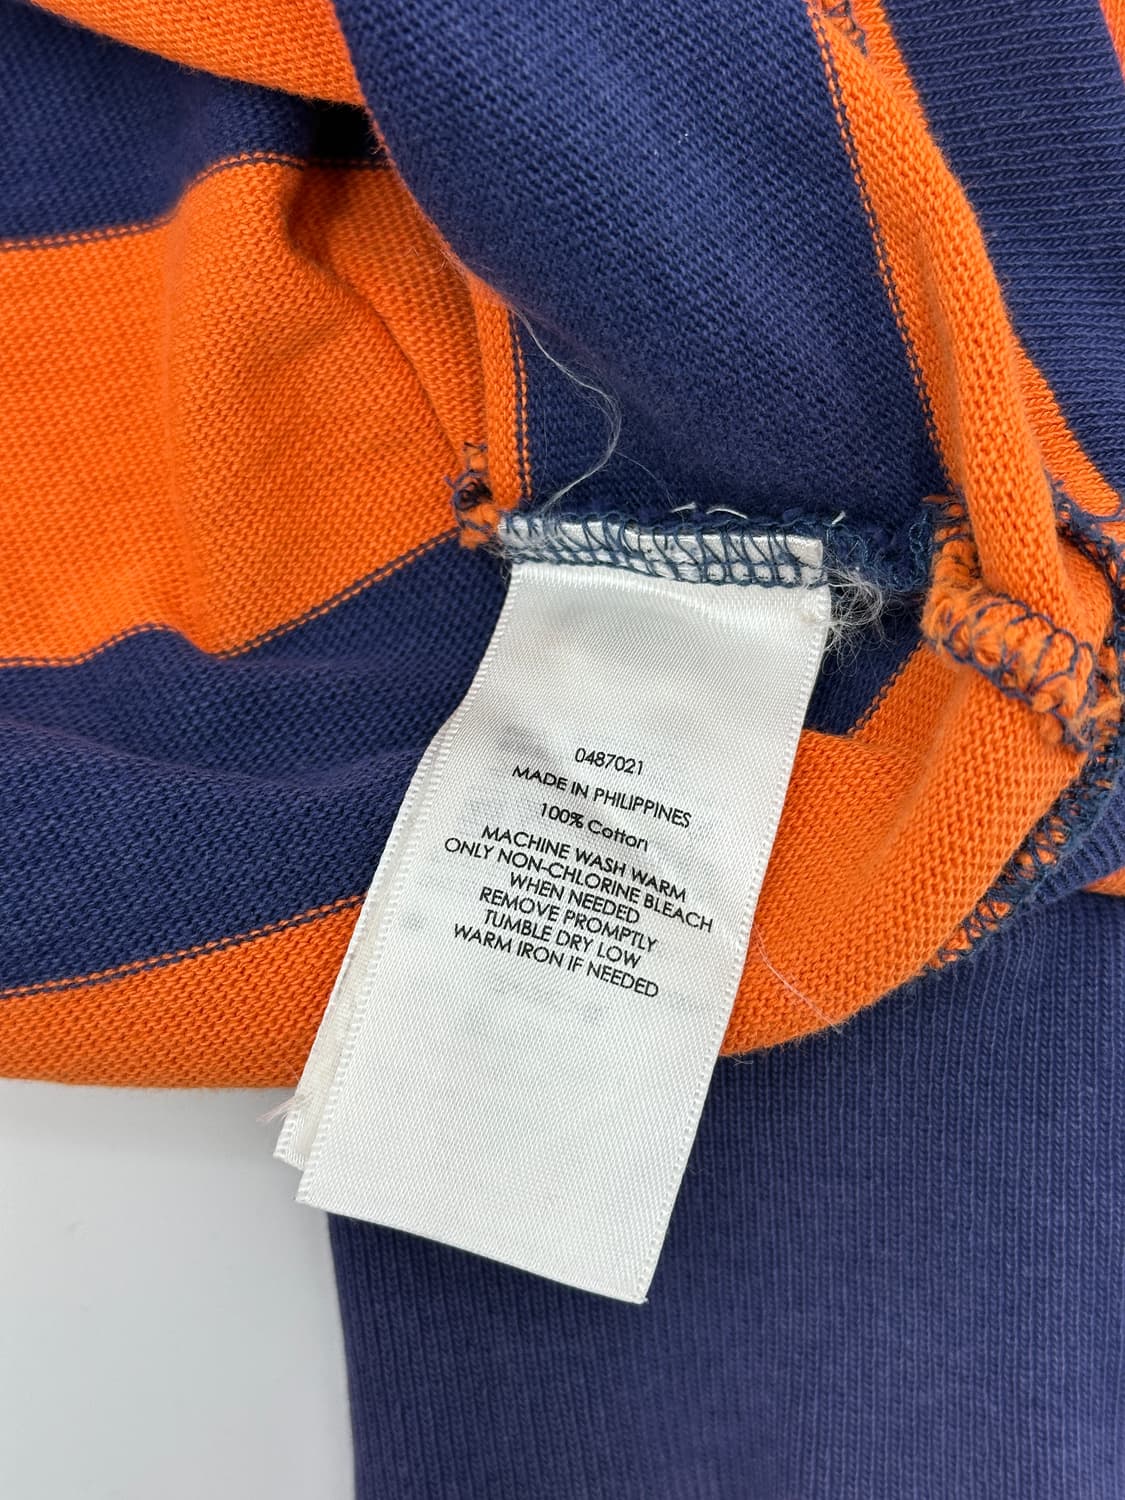 0487021
MADE IN PHILIPPINES
100% Cotton
MACHINE WASH WARM
ONLY NON-CHLORINE BLEACH
WHEN NEEDED
REMOVE PROMPTLY
TUMBLE DRY LOW
WARM IRON IF NEEDED